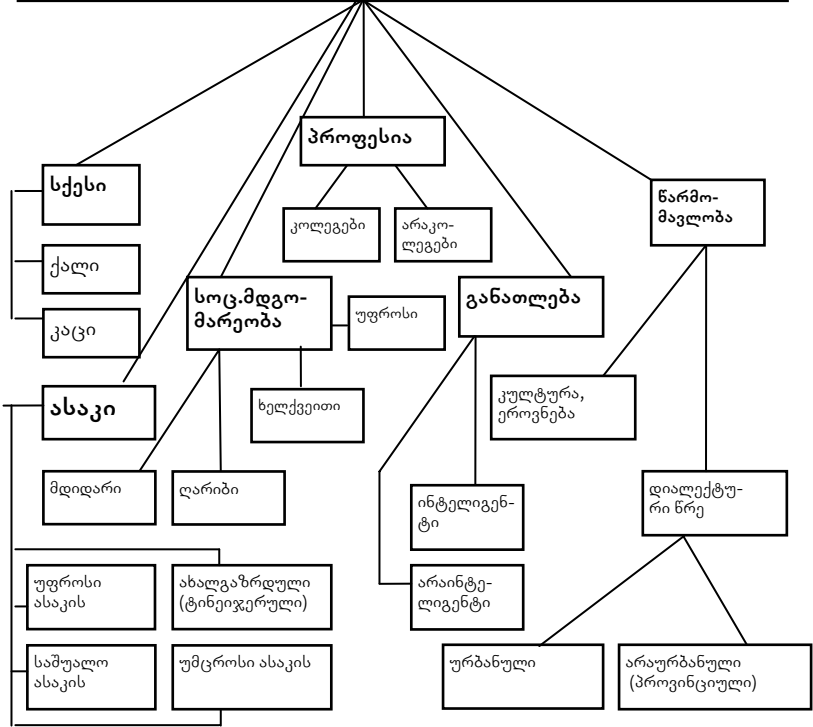 პროფესია
სქესი
წარმო-
მავლობა
კოლეგები
არაკო-
ლეგები
ქალი
სოც.მდგო-
მარეობა
განათლება
უფროსი
კაცი
კულტურა,
ეროვნება
ასაკი
ხელქვეითი
მდიდარი
ღარიბი
ინტელიგენ-
ტი
დიალექტუ-
რი წრე
უფროსი
ასაკის
ახალგაზრდული
(ტინეიჯერული)
არაინტე-
ლიგენტი
საშუალო
ასაკის
უმცროსი ასაკის
ურბანული
არაურბანული
(პროვინციული)